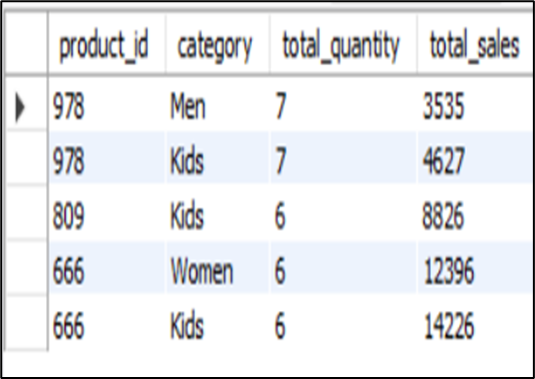 product_id category total_quantity total_sales
978 Men 7 3535
978 Kids 7 4627
809 Kids 6 8826
666 Women 6 12396
666 Kids 6 14226